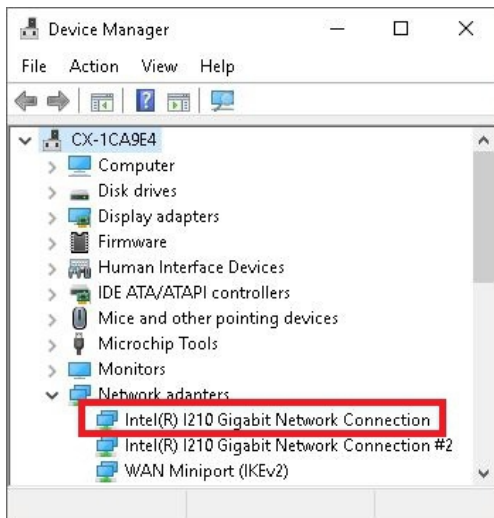 Device Manager
File Action View Help
CX-1CA9E4
Computer
Disk drives
Display adapters
Firmware
Human Interface Devices
IDE ATA/ATAPI controllers
Mice and other pointing devices
Microchip Tools
Monitors
Network adapters
Intel(R) I210 Gigabit Network Connection
Intel(R) I210 Gigabit Network Connection #2
WAN Miniport (IKEv2)